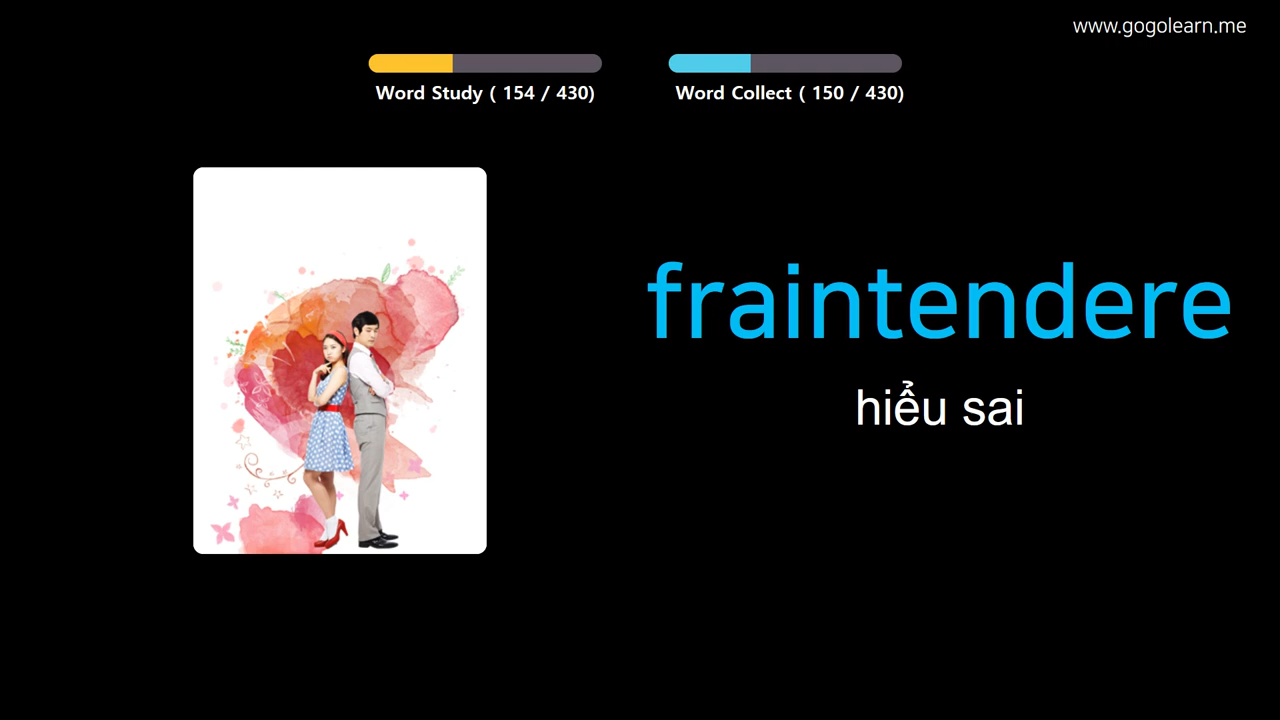 www.gogolearn.me
Word Study ( 154 / 430)
Word Collect ( 150 / 430)
fraintendere
hiểu sai